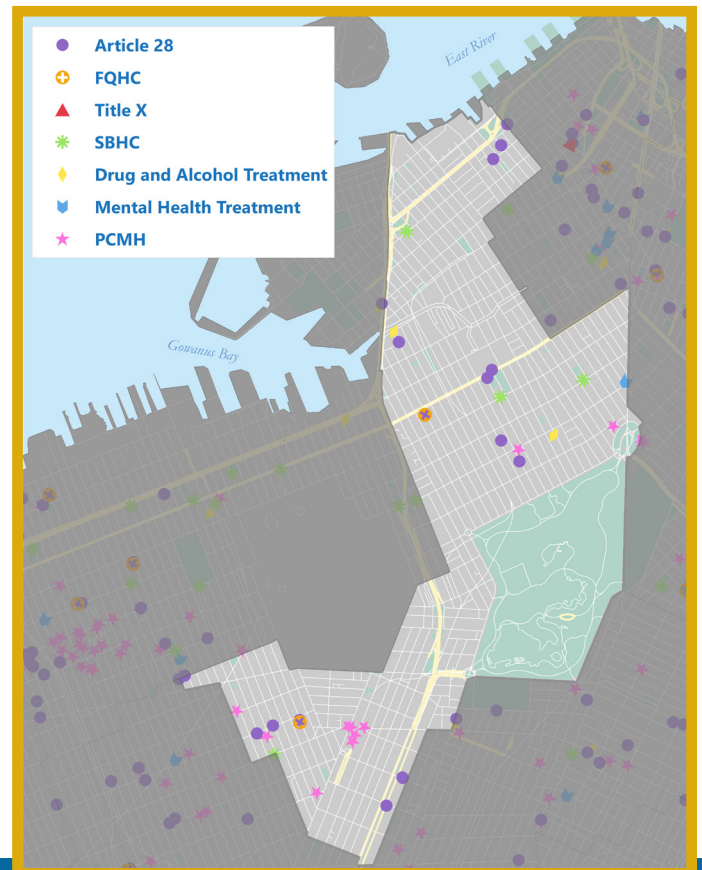 East River
Article 28
FQHC
Title X
SBHC
Drug and Alcohol Treatment
Mental Health Treatment
PCMH
Gowanus Bay